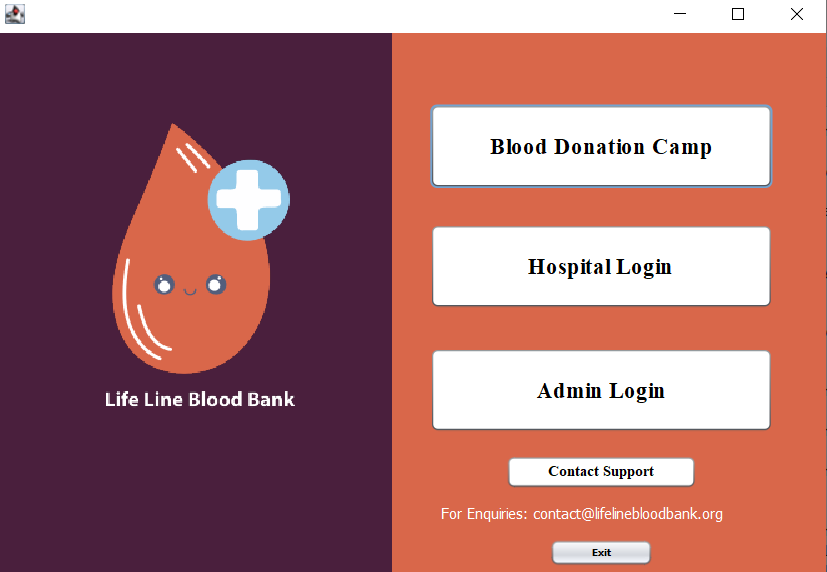 Life Line Blood Bank
Blood Donation Camp
Hospital Login
Admin Login
Contact Support
For Enquiries: contact@lifelinebloodbank.org
Exit